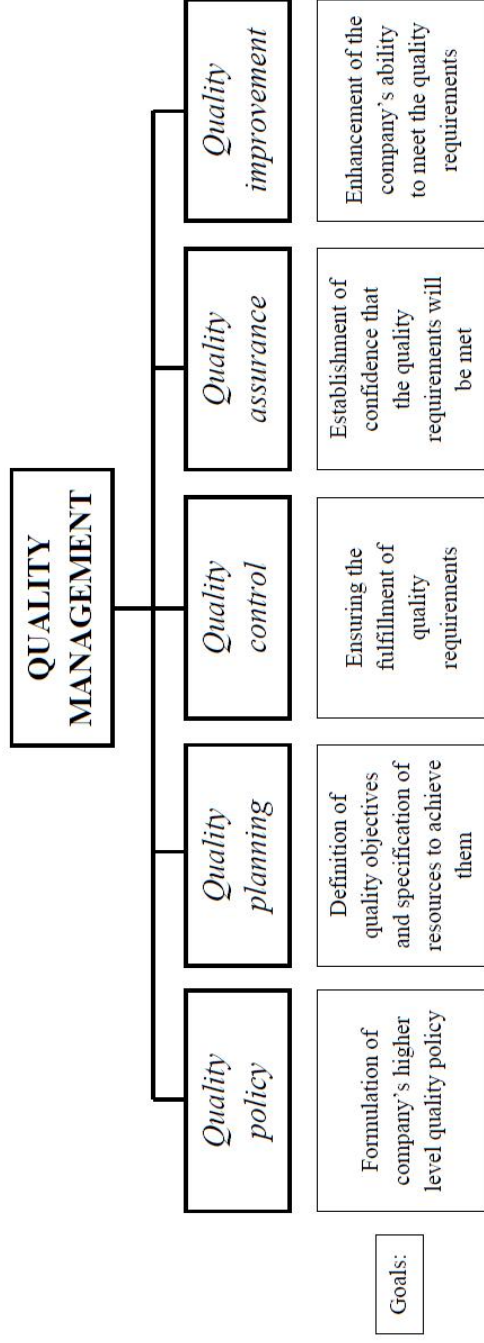 QUALITY
MANAGEMENT
Quality
policy
Quality
planning
Quality
control
Quality
assurance
Quality
improvement
Goals:
Formulation of
company's higher
level quality policy
Definition of
quality objectives
and specification of
resources to achieve
them
Ensuring the
fulfillment of
quality
requirements
Establishment of
confidence that
the quality
requirements will
be met
Enhancement of the
company's ability
to meet the quality
requirements